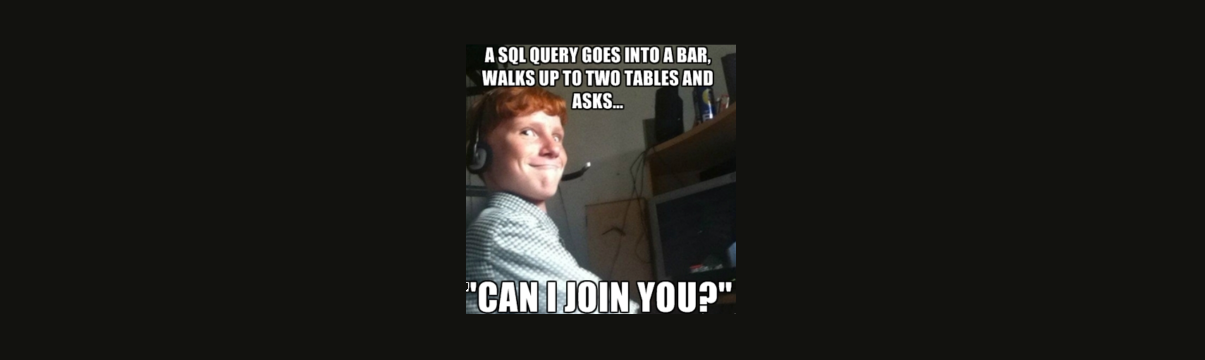 A SQL QUERY GOES INTO A BAR,
WALKS UP TO TWO TABLES AND
ASKS...
"CAN I JOIN YOU?"